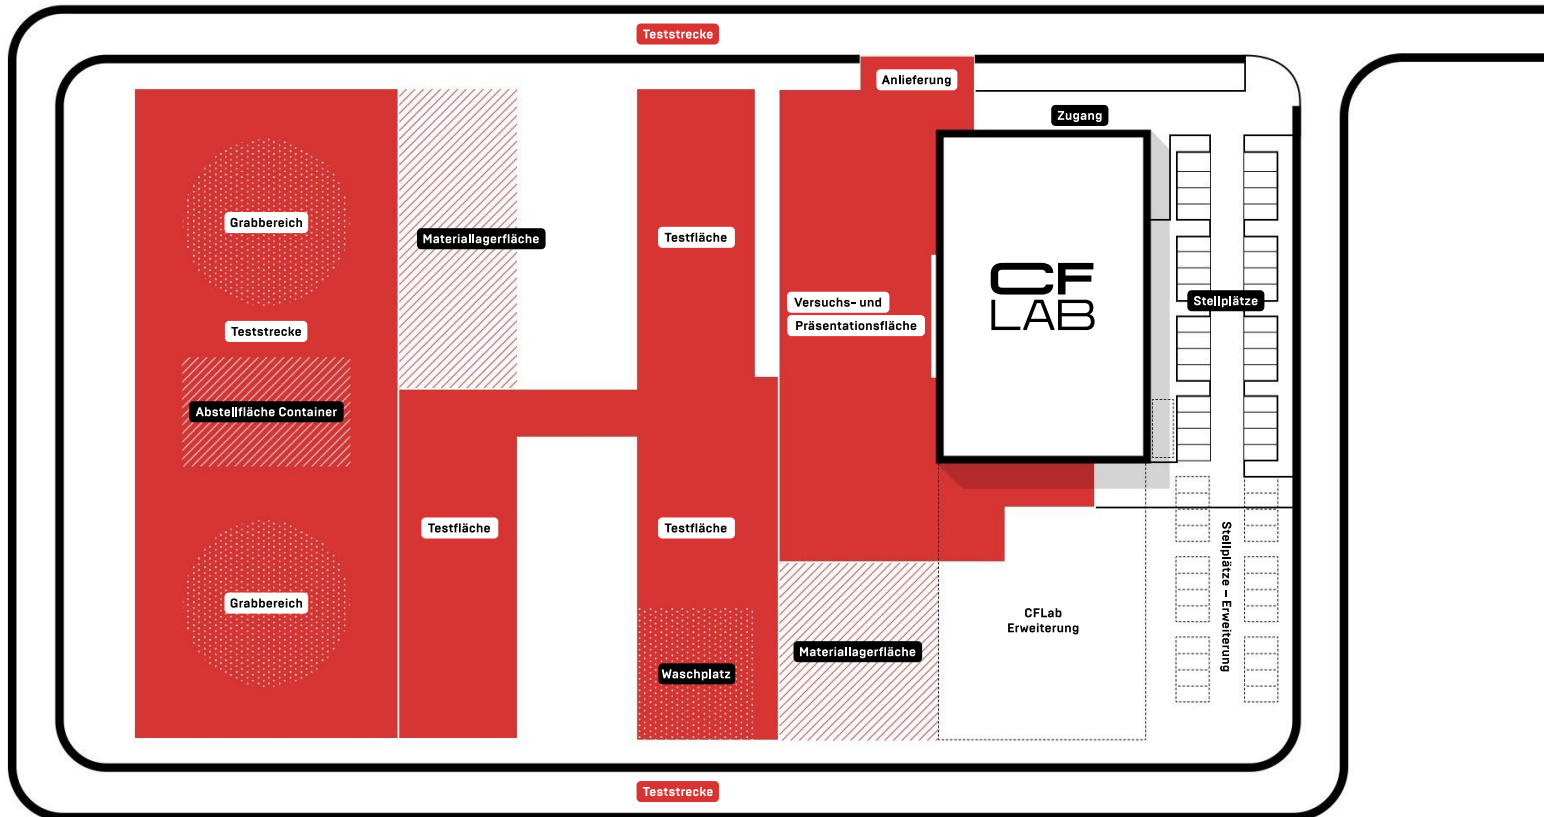 Teststrecke
Anlieferung
Zugang
Grabbereich
Materiallagerfläche
Testfläche
Versuchs- und
Präsentationsfläche
CF
LAB
Stellplätze
Teststrecke
Abstellfläche Container
Testfläche
Testfläche
Grabbereich
Waschplatz
Materiallagerfläche
CFLab
Erweiterung
Stellplätze – Erweiterung
Teststrecke